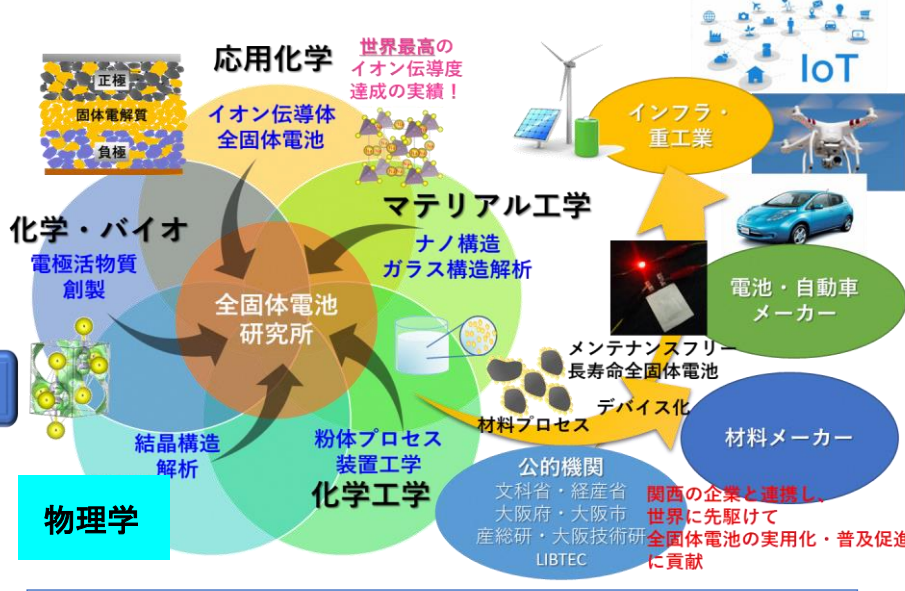 応用化学
世界最高の
イオン伝導度
達成の実績！
正極
固体電解質
負極
イオン伝導体
全固体電池
IoT
インフラ・
重工業
マテリアル工学
ナノ構造
ガラス構造解析
化学・バイオ
電極活物質
創製
全固体電池
研究所
電池・自動車
メーカー
メンテナンスフリー
長寿命全固体電池
デバイス化
材料プロセス
材料メーカー
結晶構造
解析
粉体プロセス
装置工学
化学工学
物理学
公的機関
文科省・経産省
大阪府・大阪市
産総研・大阪技術研
LIBTEC
関西の企業と連携し、
世界に先駆けて
全固体電池の実用化・普及促進
に貢献